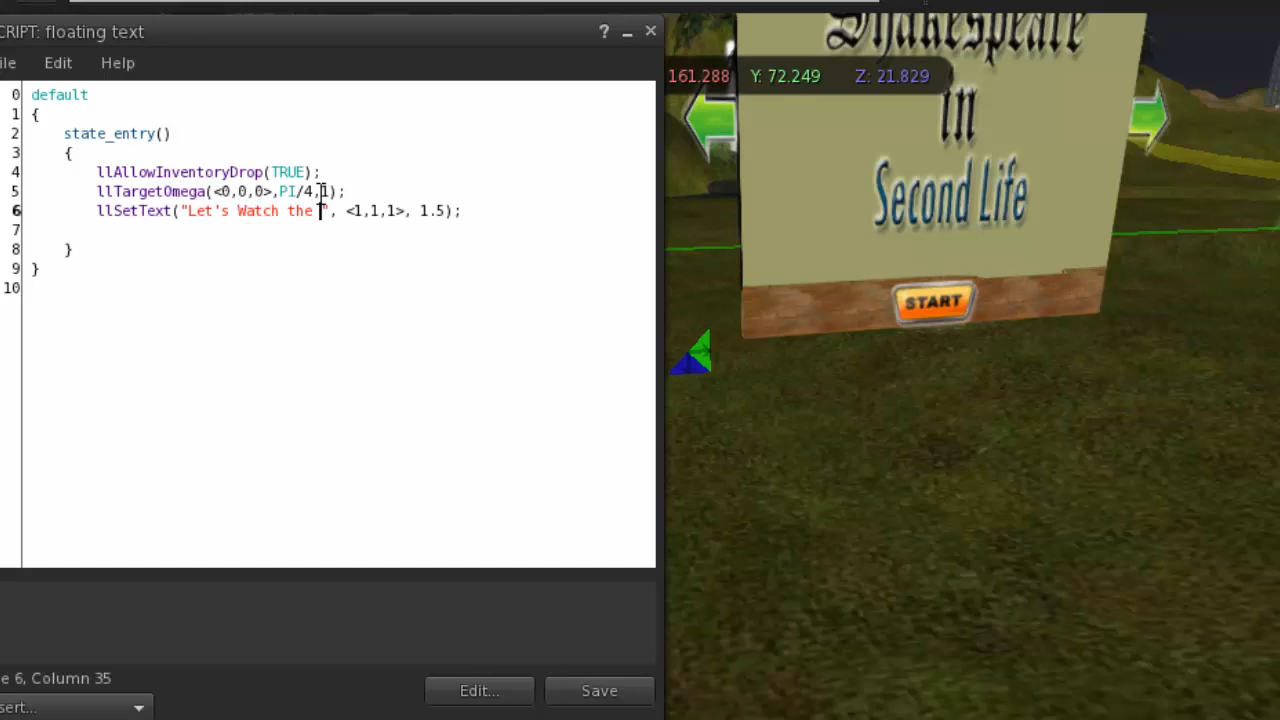 CRIPT: floating text
? _ ×
ile Edit Help
0 default
1 {
2 state_entry()
3 {
4 llAllowInventoryDrop(TRUE);
5 llTargetOmega(<0,0,0>,PI/4,1);
6 llSetText("Let's Watch the ", <1,1,1>, 1.5);
7
8 }
9 }
10
e 6, Column 35
Edit...
Save
sert...
161.288 Y: 72.249 Z: 21.829
Shakespeare
in
Second Life
START